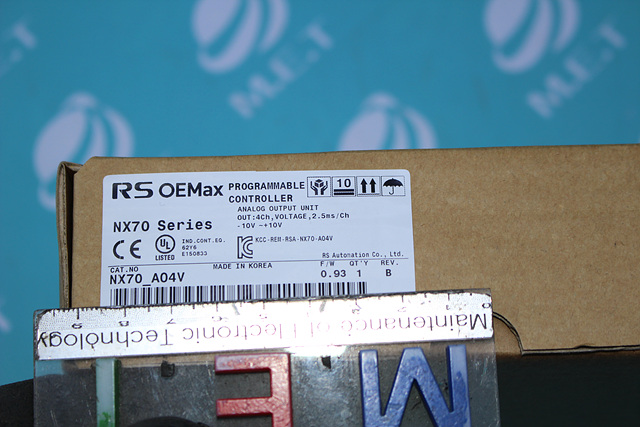 M.E.T
M.E.T
RS OEMax
PROGRAMMABLE
CONTROLLER
10
ANALOG OUTPUT UNIT
OUT:4Ch,VOLTAGE,2.5ms/Ch
-10V ~+10V
NX70 Series
CE
UL
LISTED
IND.CONT.EQ.
62Y6
E150833
KCC-REM-RSA-NX70-A04V
RS Automation Co., Ltd.
CAT.NO
MADE IN KOREA
F/W
QT'Y
REV.
NX70_A04V
0.93
1
B
Maintenance of Electronic Technology
M E